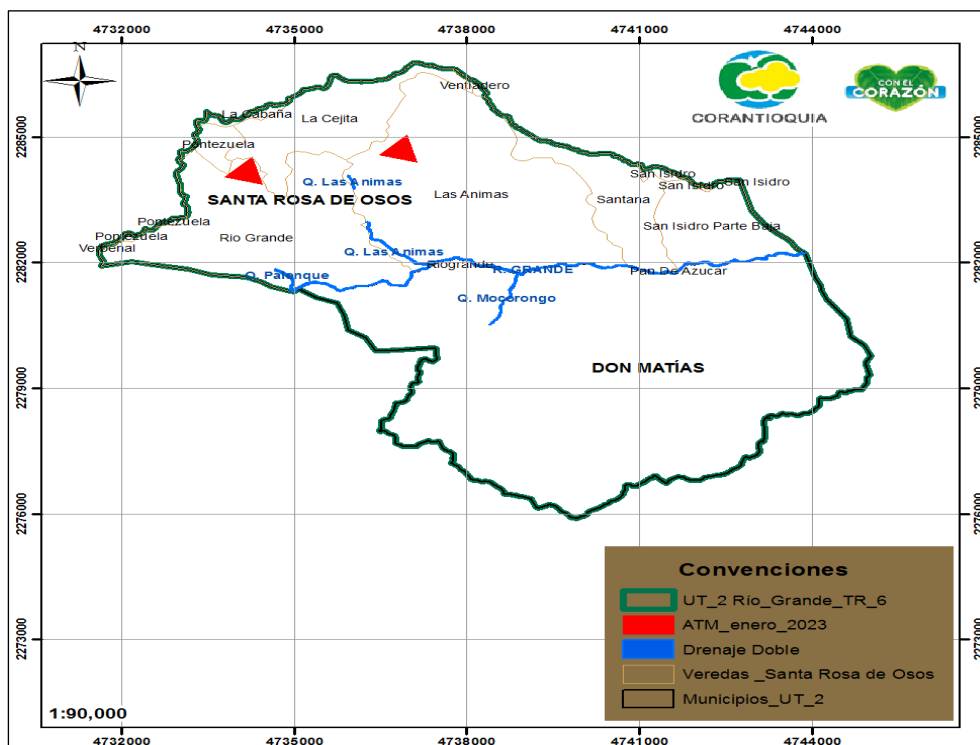 4732000 4735000 4738000 4741000 4744000
N
CORANTIOQUIA
CON EL
CORAZÓN
Ventiadero
La Cabaña
La Cejita
2285000 2285000
Pontezuela
San Isidro
Q. Las Animas
San Isidro
San Isidro
Las Animas
SANTA ROSA DE OSOS
Santana
Pontezuela
San Isidro Parte Baja
Pontezuela
Rio Grande
Verbenal
Q. Las Animas
2282000 2282000
Riogrande
R. GRANDE
Pan De Azucar
Q. Palenque
Q. Mocorongo
DON MATÍAS
2279000 2279000
2276000 2276000
Convenciones
UT_2 Río_Grande_TR_6
ATM_enero_2023
Drenaje Doble
Veredas _Santa Rosa de Osos
Municipios_UT_2
2273000 2273000
1:90,000
4732000 4735000 4738000 4741000 4744000